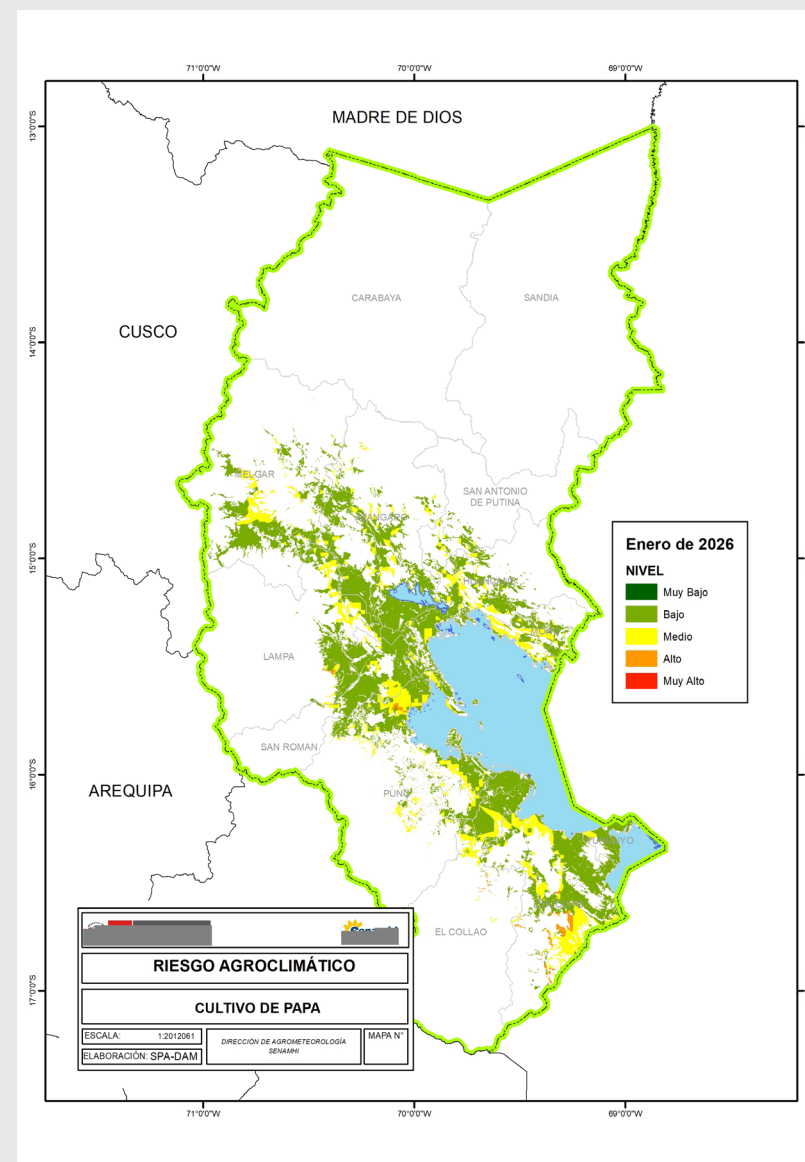 71°0'0"W
70°0'0"W
69°0'0"W
13°0'0"S
14°0'0"S
15°0'0"S
16°0'0"S
17°0'0"S
MADRE DE DIOS
CARABAYA
SANDIA
CUSCO
MELGAR
SAN ANTONIO
DE PUTINA
Enero de 2026
NIVEL
Muy Bajo
Bajo
Medio
Alto
Muy Alto
LAMPA
SAN ROMAN
AREQUIPA
PUNO
EL COLLAO
RIESGO AGROCLIMÁTICO
CULTIVO DE PAPA
ESCALA: 1:2012061
ELABORACIÓN: SPA-DAM
DIRECCIÓN DE AGROMETEOROLOGÍA
SENAMHI
MAPA N°
71°0'0"W
70°0'0"W
69°0'0"W